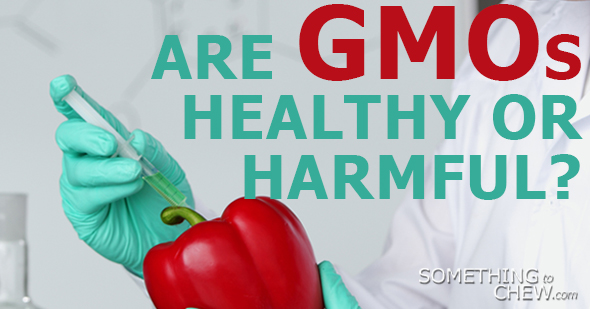 ARE GMOs
HEALTHY OR
HARMFUL?
SOMETHING to
CHEW.com